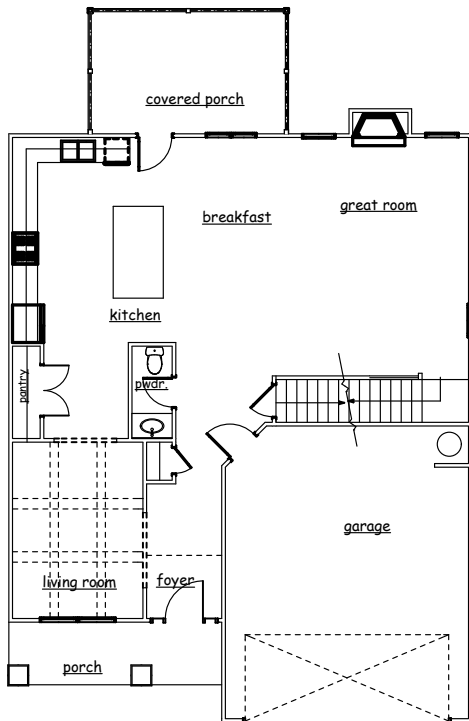 covered porch
great room
breakfast
kitchen
pwdr.
pantry
garage
living room
foyer
porch